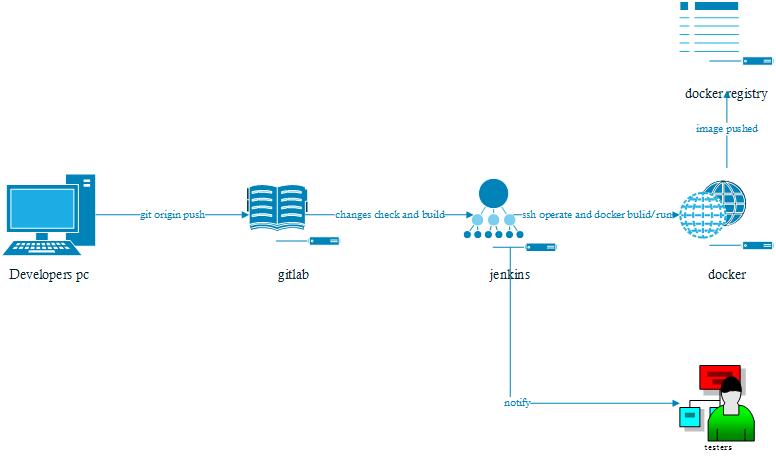 docker registry
image pushed
git origin push
changes check and build
ssh operate and docker bulid/run
Developers pc
gitlab
jenkins
docker
notify
testers